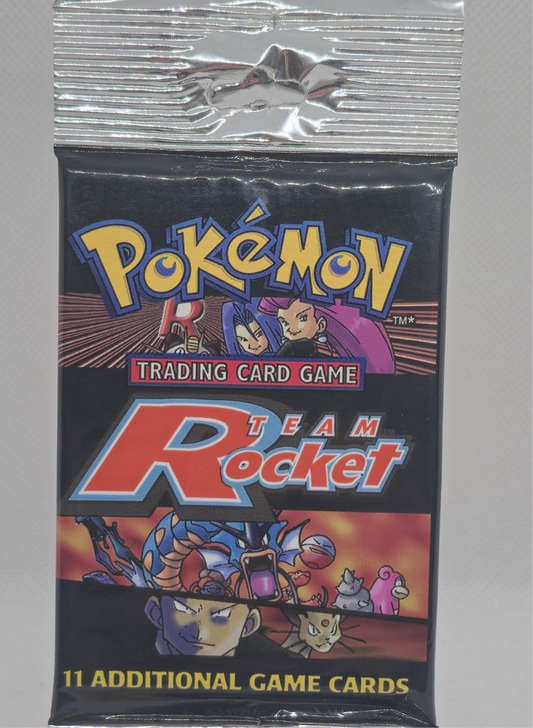 POKéMON
TM*
R
TRADING CARD GAME
TEAM
Rocket
11 ADDITIONAL GAME CARDS